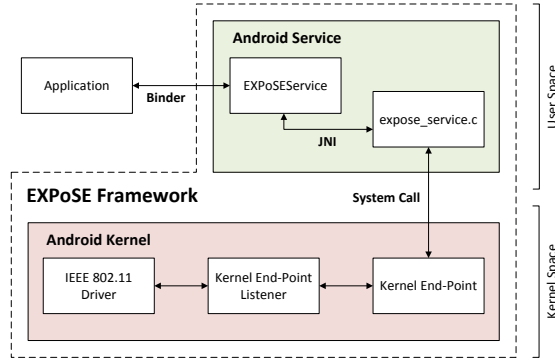 Android Service
Application
Binder
EXPoSEService
JNI
expose_service.c
User Space
EXPoSE Framework
System Call
Android Kernel
IEEE 802.11
Driver
Kernel End-Point
Listener
Kernel End-Point
Kernel Space